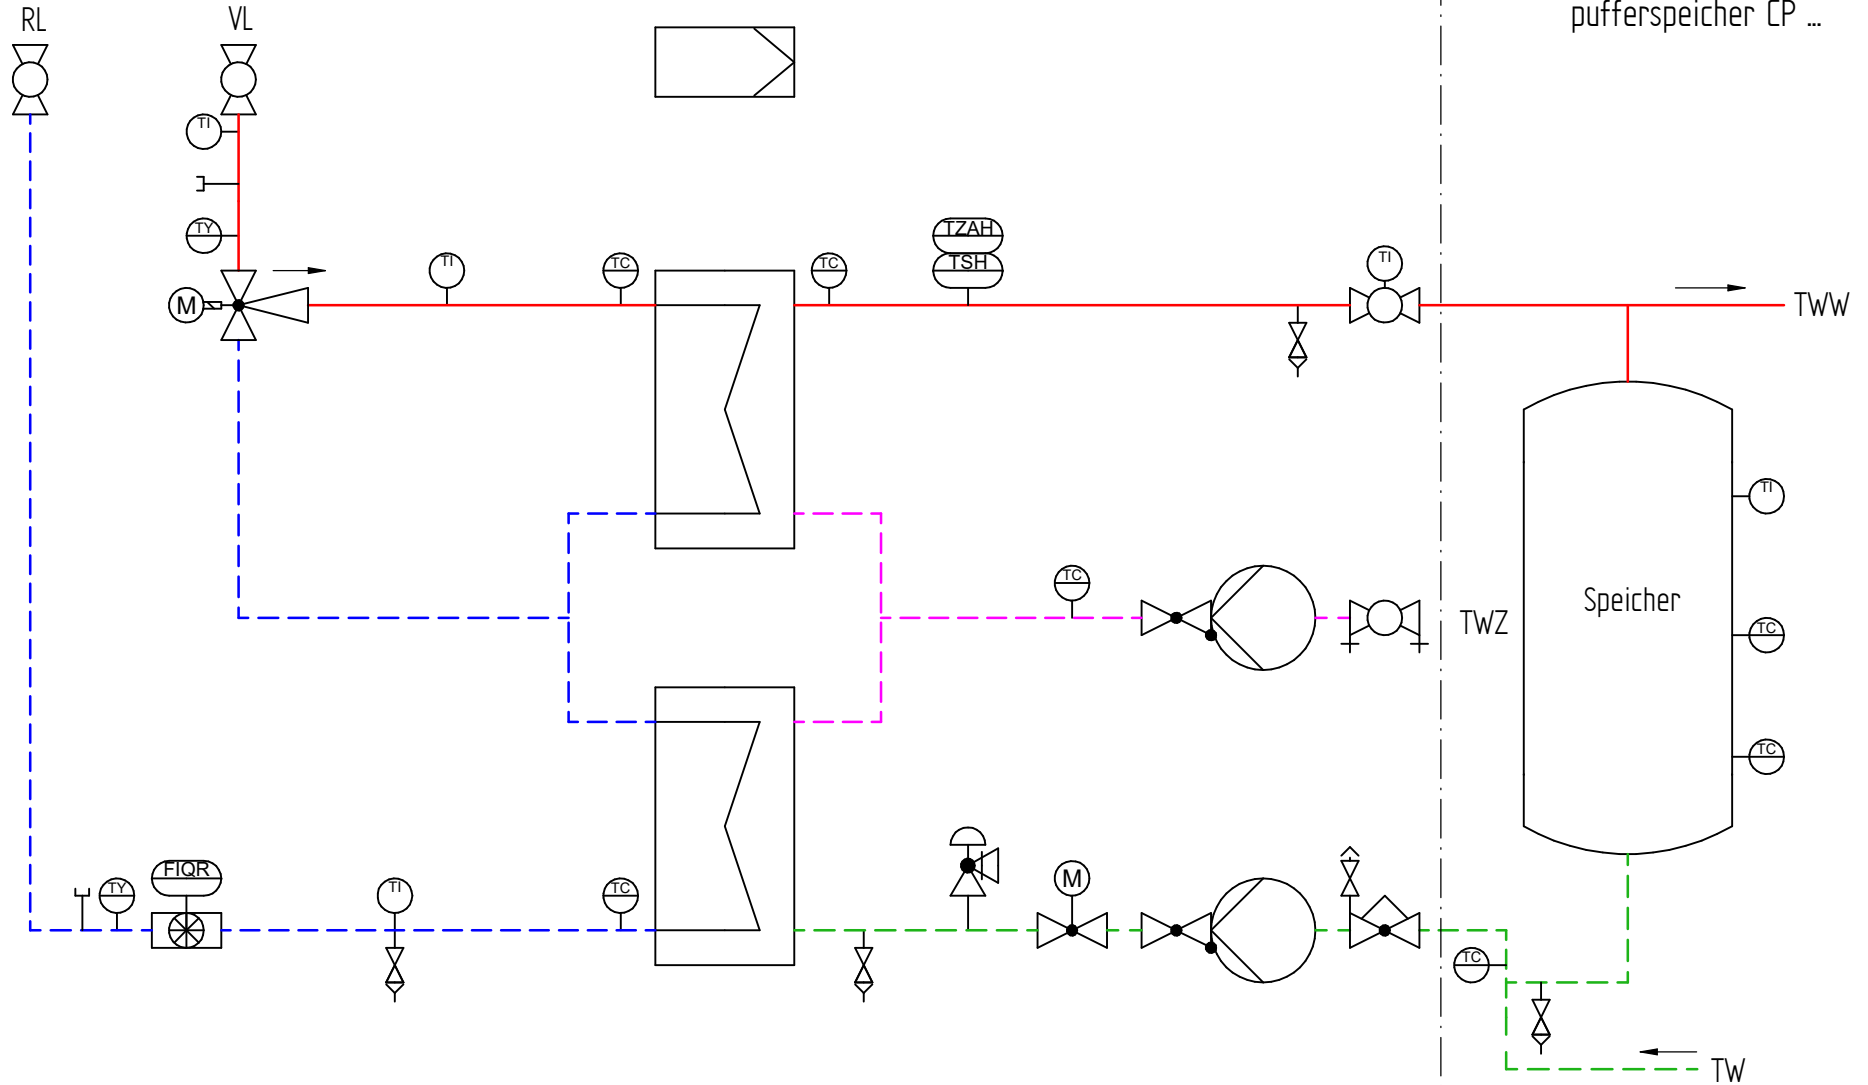 RL
VL
pufferspeicher CP ...
TI
TY
TI
TC
TC
TZAH
TSH
TI
M
TWW
TI
TC
Speicher
TWZ
TC
TC
FIQR
TY
TI
TC
M
TC
TW